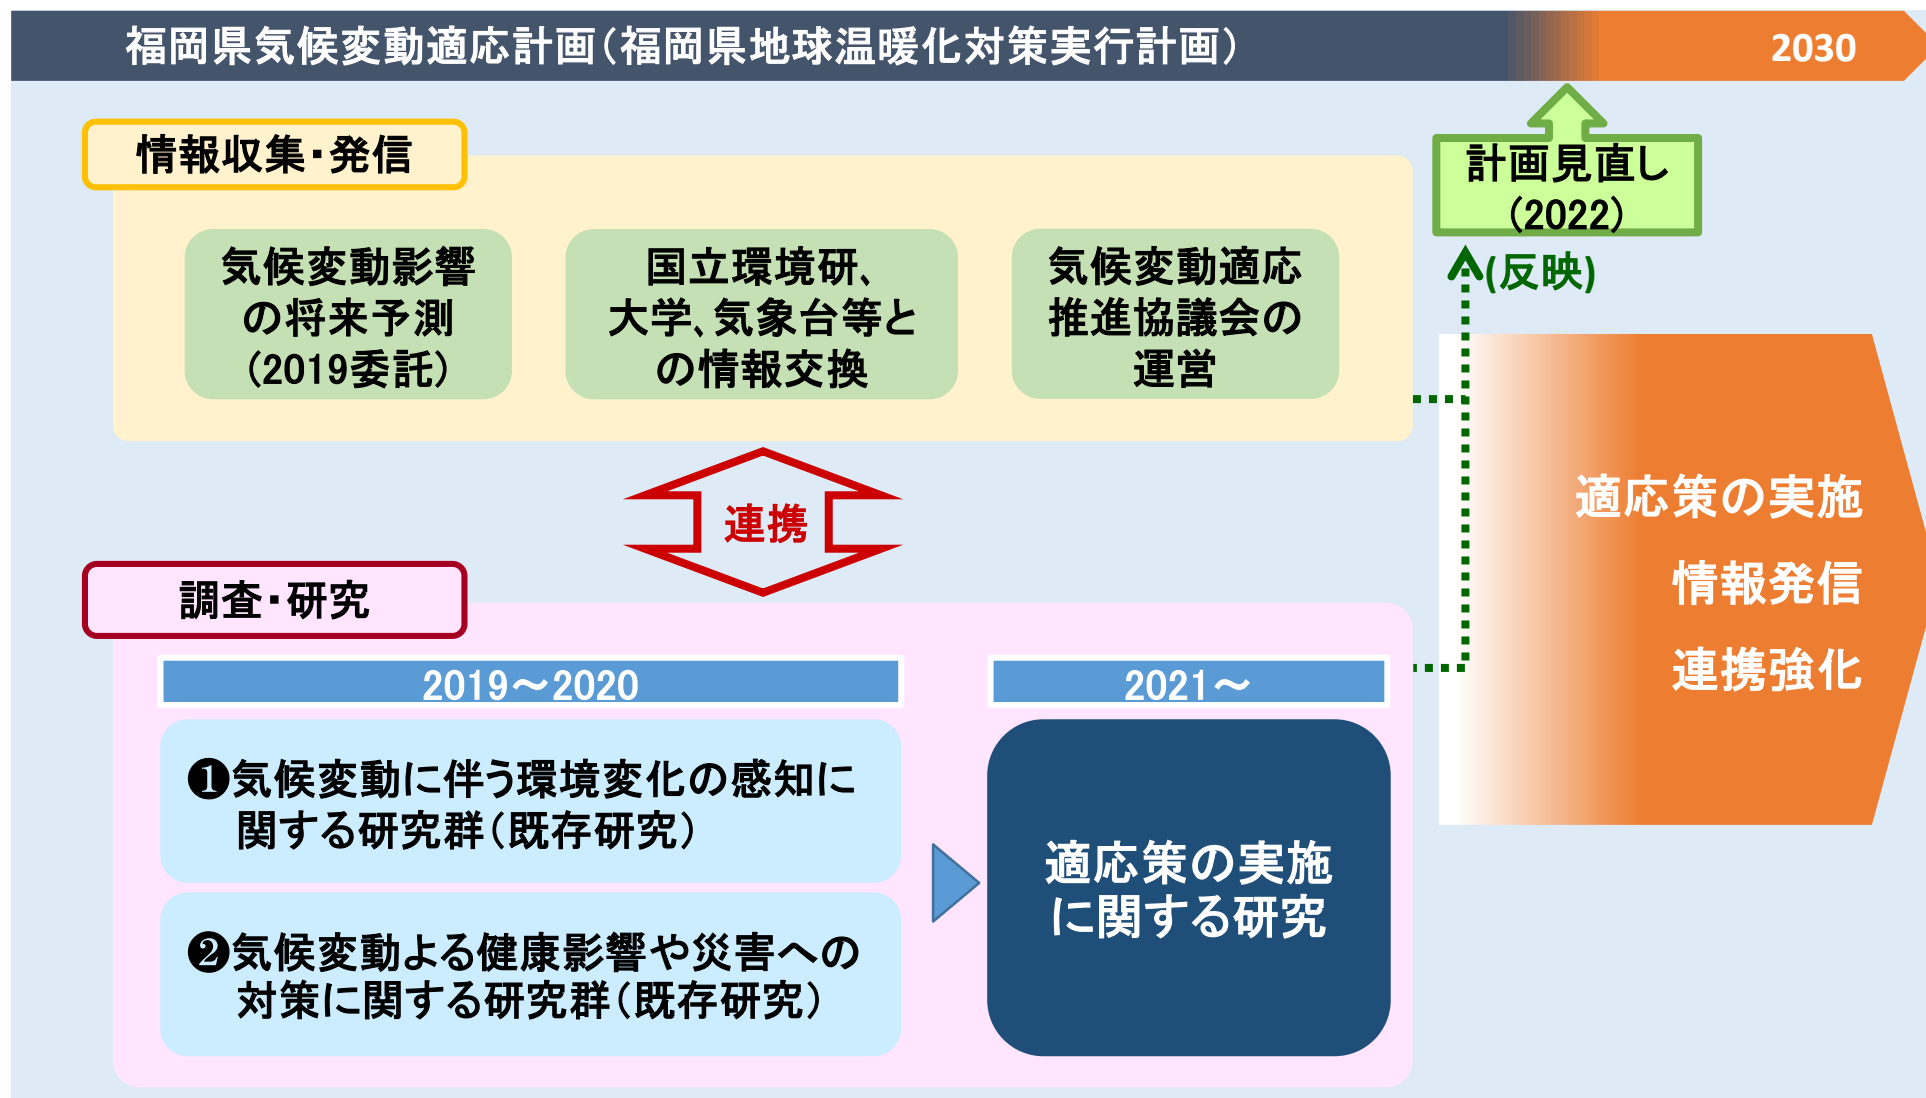 福岡県気候変動適応計画（福岡県地球温暖化対策実行計画）
2030
情報収集・発信
気候変動影響
の将来予測
（2019委託）
国立環境研、
大学、気象台等と
の情報交換
気候変動適応
推進協議会の
運営
計画見直し
（2022）
(反映)
連携
適応策の実施
情報発信
連携強化
調査・研究
2019～2020
2021～
❶気候変動に伴う環境変化の感知に
関する研究群（既存研究）
❷気候変動よる健康影響や災害への
対策に関する研究群（既存研究）
適応策の実施
に関する研究